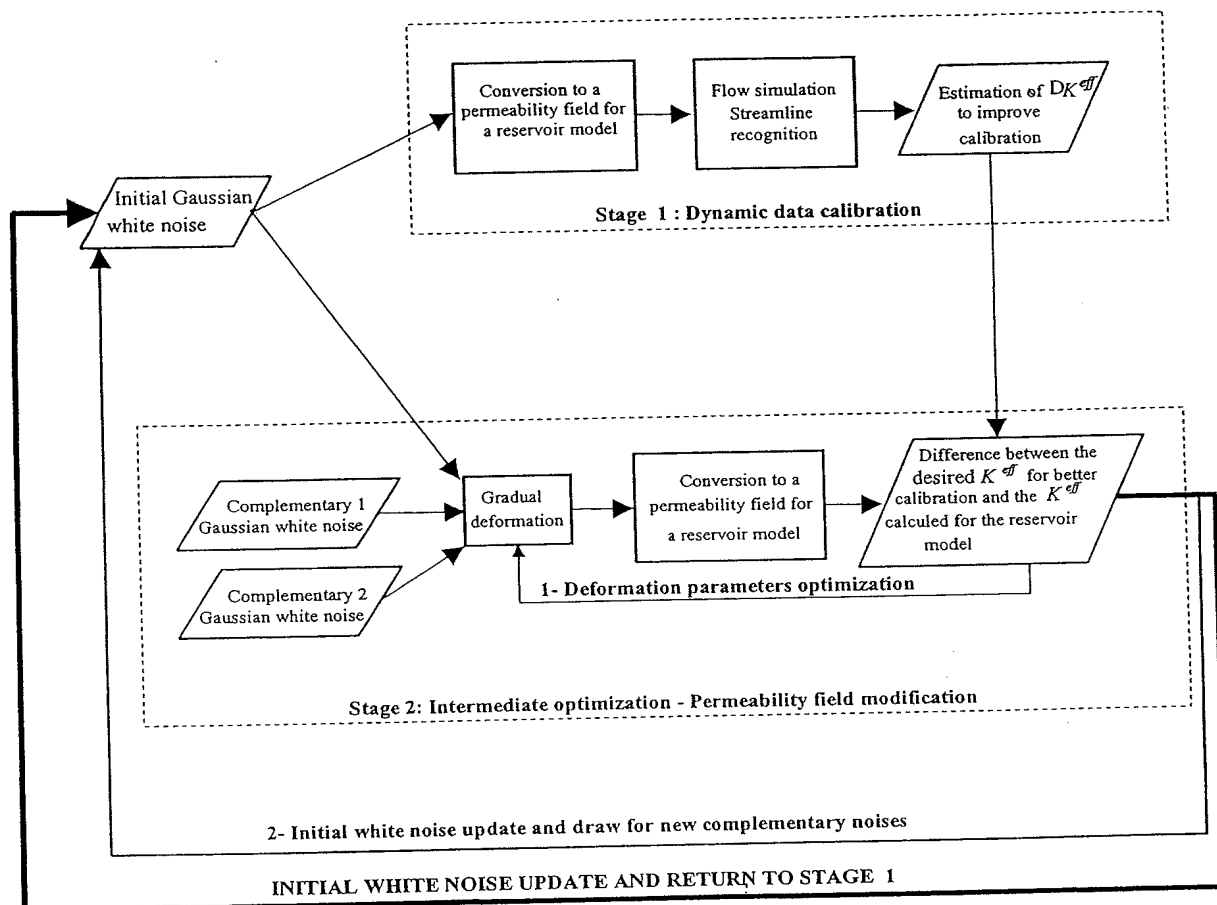 Conversion to a
permeability field for
a reservoir model
Flow simulation
Streamline
recognition
Estimation of DK^eff
to improve
calibration
Stage 1 : Dynamic data calibration
Initial Gaussian
white noise
Complementary 1
Gaussian white noise
Complementary 2
Gaussian white noise
Gradual
deformation
Conversion to a
permeability field for
a reservoir model
Difference between the
desired K^eff for better
calibration and the K^eff
calculed for the reservoir
model
1- Deformation parameters optimization
Stage 2: Intermediate optimization - Permeability field modification
2- Initial white noise update and draw for new complementary noises
INITIAL WHITE NOISE UPDATE AND RETURN TO STAGE 1